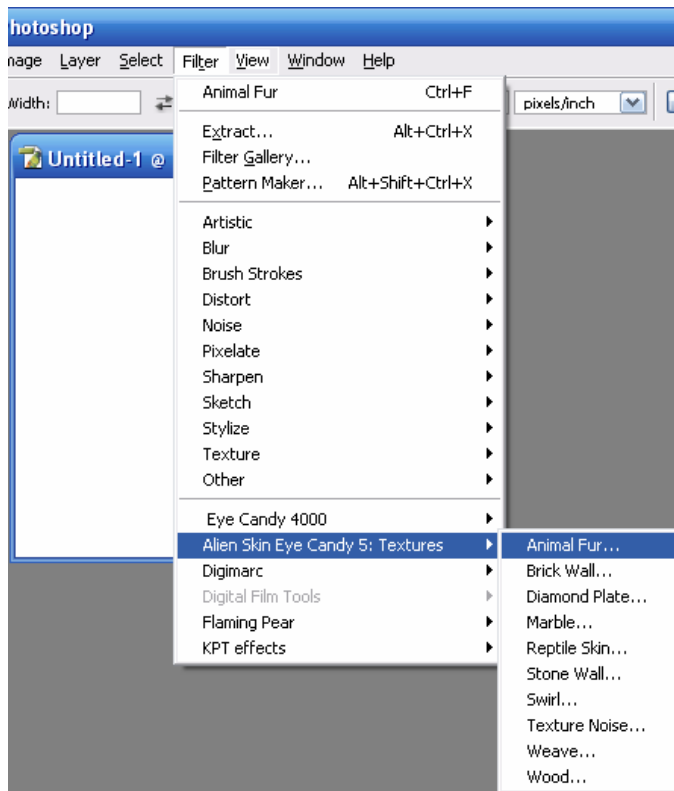 hotoshop
mage Layer Select Filter View Window Help
Width: pixels/inch
Untitled-1 @
Animal Fur Ctrl+F
Extract... Alt+Ctrl+X
Filter Gallery...
Pattern Maker... Alt+Shift+Ctrl+X
Artistic
Blur
Brush Strokes
Distort
Noise
Pixelate
Sharpen
Sketch
Stylize
Texture
Other
Eye Candy 4000
Alien Skin Eye Candy 5: Textures
Digimarc
Digital Film Tools
Flaming Pear
KPT effects
Animal Fur...
Brick Wall...
Diamond Plate...
Marble...
Reptile Skin...
Stone Wall...
Swirl...
Texture Noise...
Weave...
Wood...